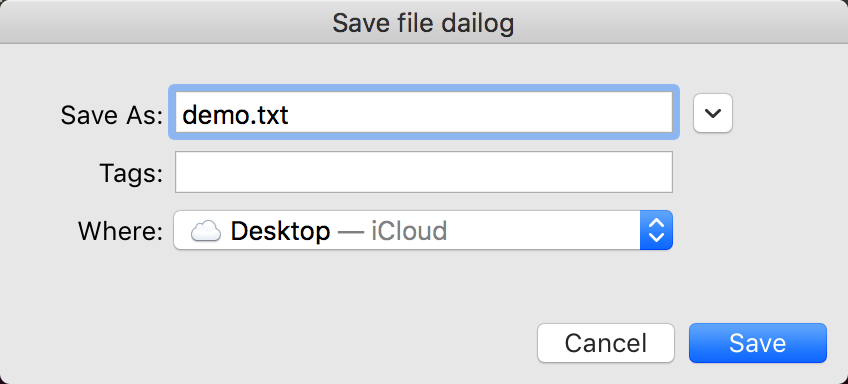 Save file dailog
Save As: demo.txt
Tags:
Where: Desktop — iCloud
Cancel Save